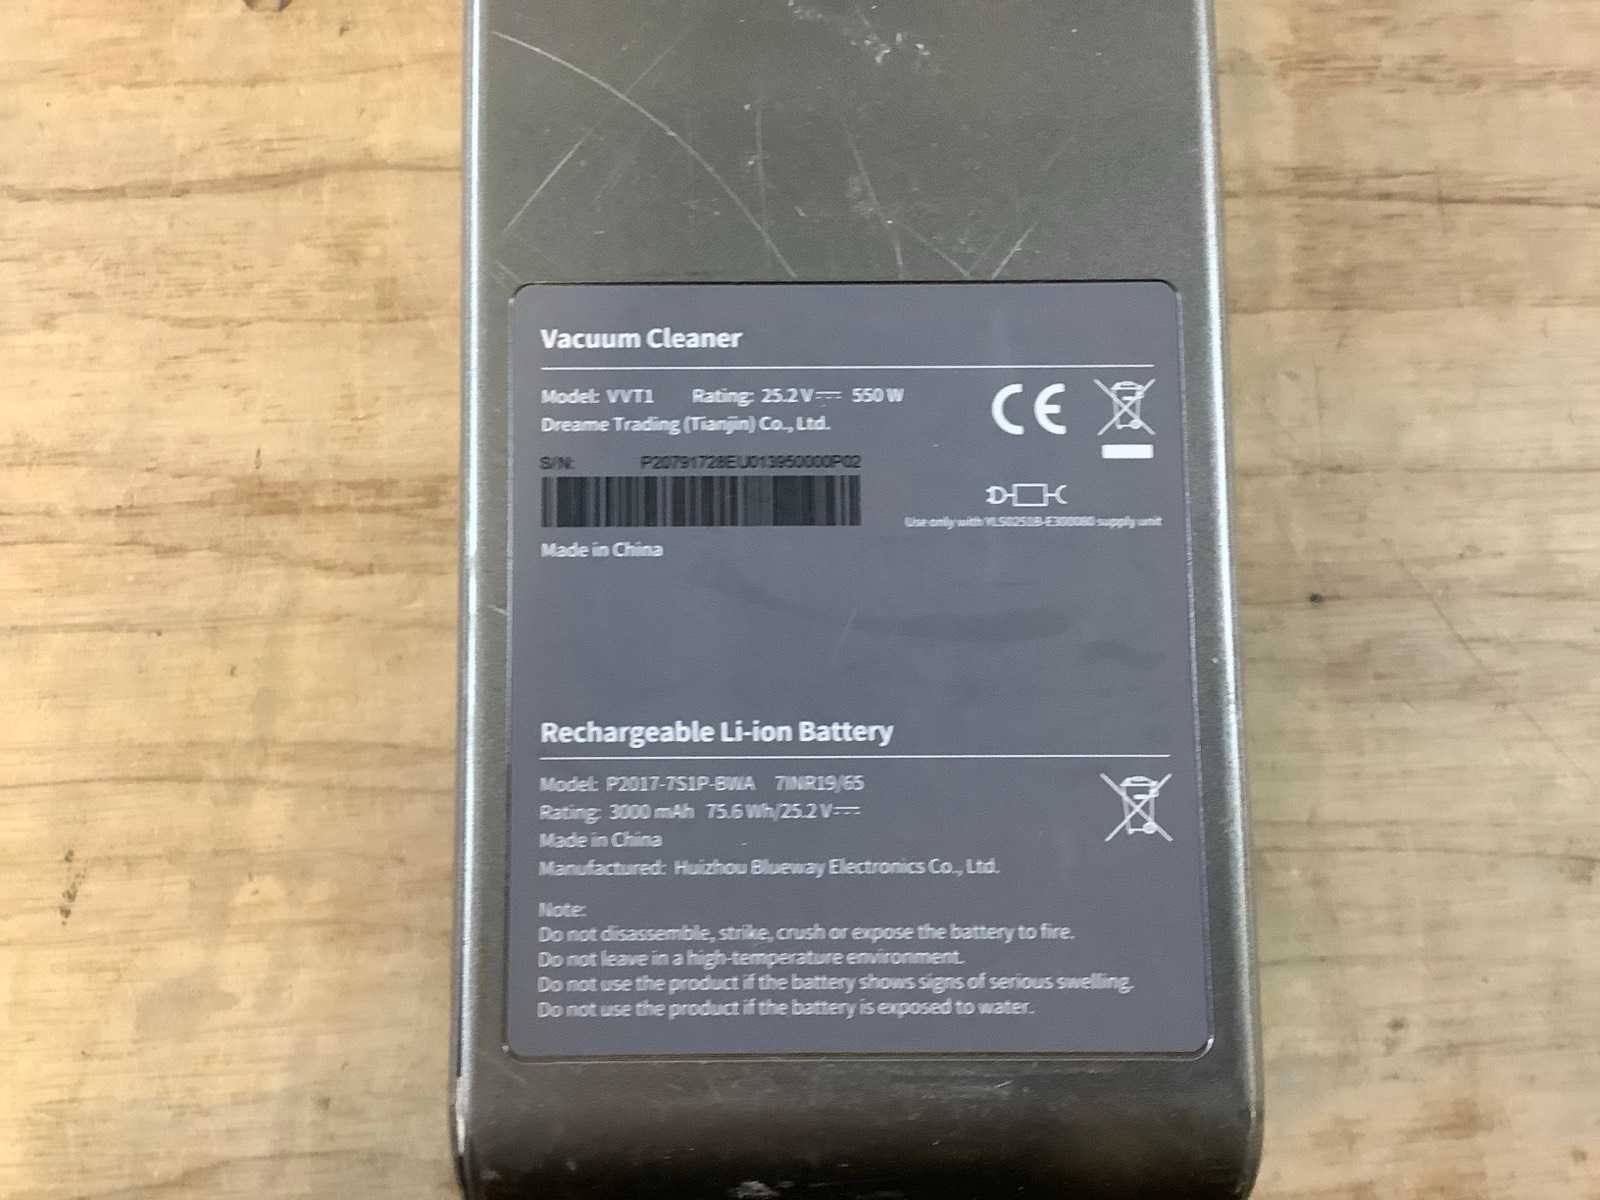 Vacuum Cleaner
Model: VVT1 Rating: 25.2 V⎓ 550 W
Dreame Trading (Tianjin) Co., Ltd.
CE
S/N: P20791728EU013950000P02
Use only with YLS0251B-E300080 supply unit
Made in China
Rechargeable Li-ion Battery
Model: P2017-7S1P-BWA 7INR19/65
Rating: 3000 mAh 75.6 Wh/25.2 V⎓
Made in China
Manufactured: Huizhou Blueway Electronics Co., Ltd.
Note:
Do not disassemble, strike, crush or expose the battery to fire.
Do not leave in a high-temperature environment.
Do not use the product if the battery shows signs of serious swelling.
Do not use the product if the battery is exposed to water.